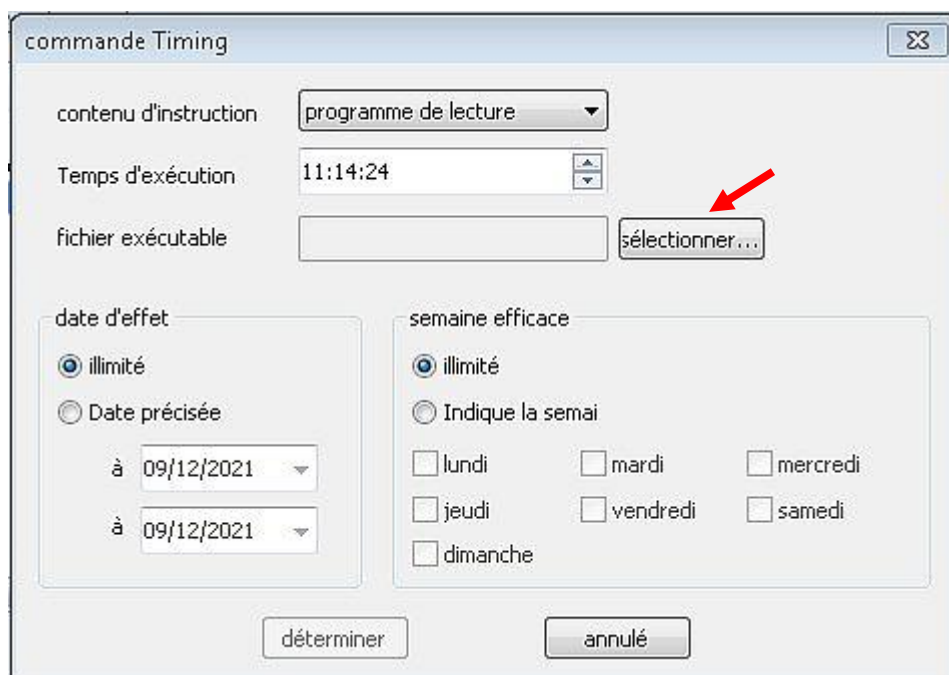 commande Timing
contenu d'instruction programme de lecture
Temps d'exécution 11:14:24
fichier exécutable sélectionner...
date d'effet
illimité
Date précisée
à 09/12/2021
à 09/12/2021
semaine efficace
illimité
Indique la semai
lundi mardi mercredi
jeudi vendredi samedi
dimanche
déterminer annulé